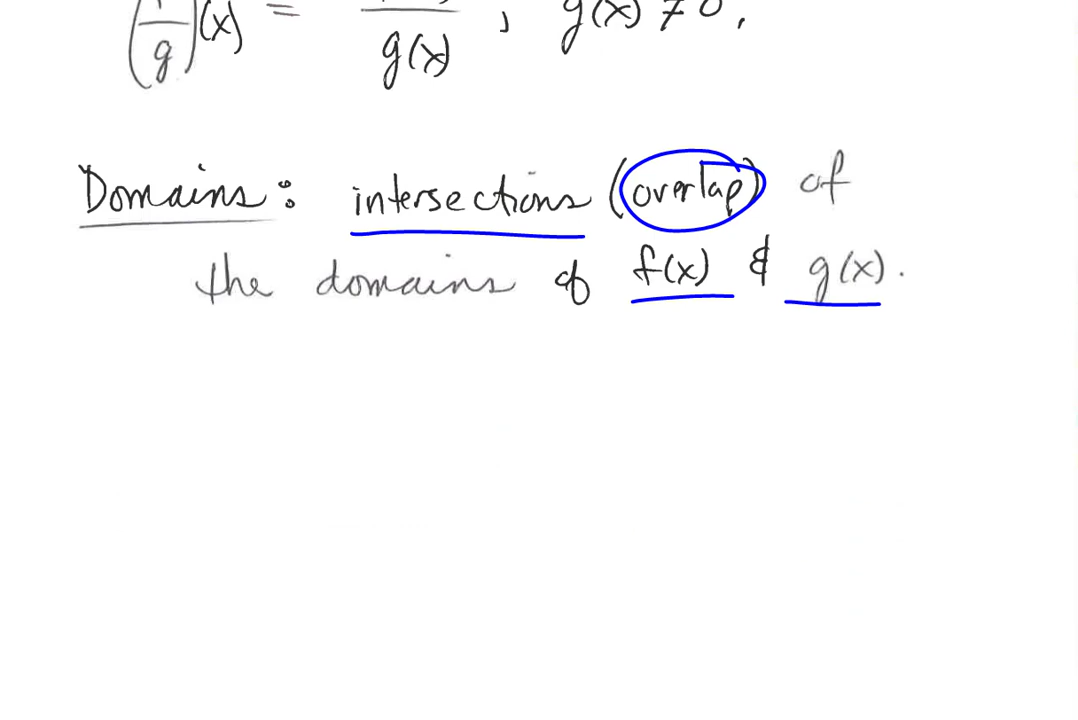 (/g)(x) = /g(x) , g(x) ≠ 0,
Domains: intersections (overlap) of
the domains of f(x) & g(x).